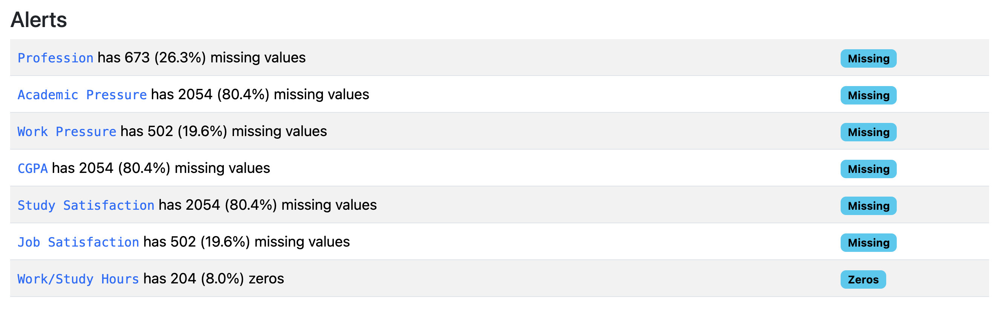 Alerts
Profession has 673 (26.3%) missing values Missing
Academic Pressure has 2054 (80.4%) missing values Missing
Work Pressure has 502 (19.6%) missing values Missing
CGPA has 2054 (80.4%) missing values Missing
Study Satisfaction has 2054 (80.4%) missing values Missing
Job Satisfaction has 502 (19.6%) missing values Missing
Work/Study Hours has 204 (8.0%) zeros Zeros